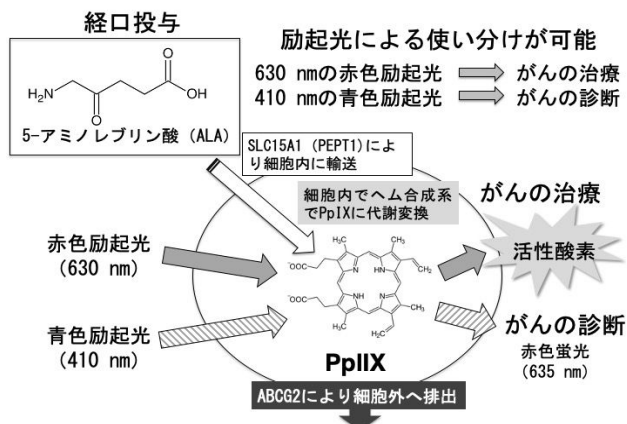 経口投与
励起光による使い分けが可能
630 nmの赤色励起光
がんの治療
410 nmの青色励起光
がんの診断
O
H₂N
OH
O
5-アミノレブリン酸（ALA）
SLC15A1 (PEPT1)によ
り細胞内に輸送
細胞内でヘム合成系
でPpIXに代謝変換
がんの治療
活性酸素
赤色励起光
(630 nm)
青色励起光
(410 nm)
CH₃
CH₃
⁻OOC
N
HN
CH₂
⁻OOC
NH
N
CH₃
CH₃
H₂C
PpIIX
がんの診断
赤色蛍光
(635 nm)
ABCG2により細胞外へ排出